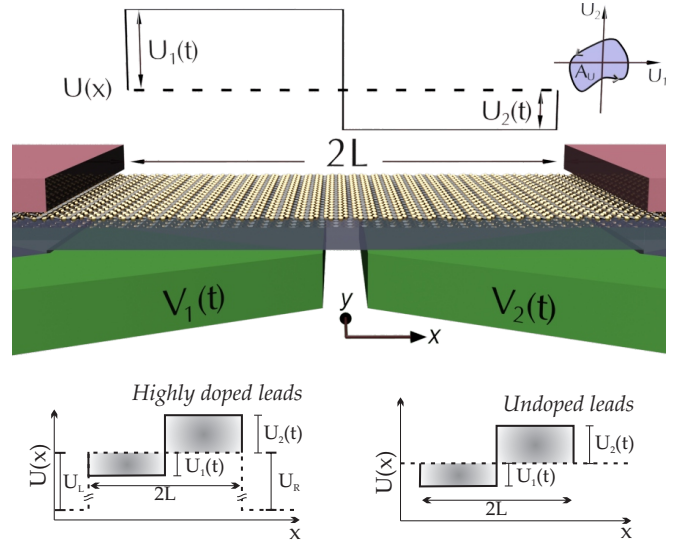 U₂
U₁(t)
U(x)
A_U
U₁
U₂(t)
2L
V₁(t)
V₂(t)
y
x
Highly doped leads
Undoped leads
U(x)
U_L
U₂(t)
U₁(t)
2L
U_R
x
U(x)
U₂(t)
U₁(t)
2L
x